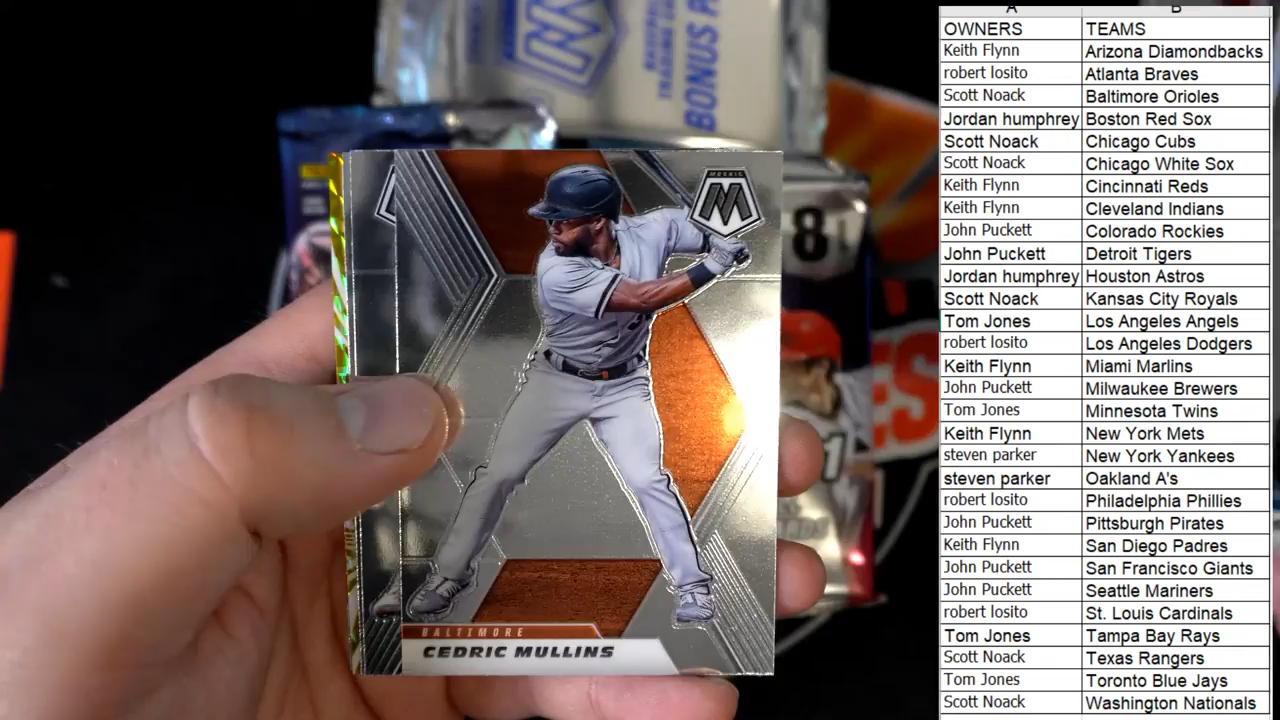 A B
OWNERS TEAMS
Keith Flynn Arizona Diamondbacks
robert losito Atlanta Braves
Scott Noack Baltimore Orioles
Jordan humphrey Boston Red Sox
Scott Noack Chicago Cubs
Scott Noack Chicago White Sox
Keith Flynn Cincinnati Reds
Keith Flynn Cleveland Indians
John Puckett Colorado Rockies
John Puckett Detroit Tigers
Jordan humphrey Houston Astros
Scott Noack Kansas City Royals
Tom Jones Los Angeles Angels
robert losito Los Angeles Dodgers
Keith Flynn Miami Marlins
John Puckett Milwaukee Brewers
Tom Jones Minnesota Twins
Keith Flynn New York Mets
steven parker New York Yankees
steven parker Oakland A's
robert losito Philadelphia Phillies
John Puckett Pittsburgh Pirates
Keith Flynn San Diego Padres
John Puckett San Francisco Giants
John Puckett Seattle Mariners
robert losito St. Louis Cardinals
Tom Jones Tampa Bay Rays
Scott Noack Texas Rangers
Tom Jones Toronto Blue Jays
Scott Noack Washington Nationals
BONUS
MOSAIC
M
8
BALTIMORE
CEDRIC MULLINS